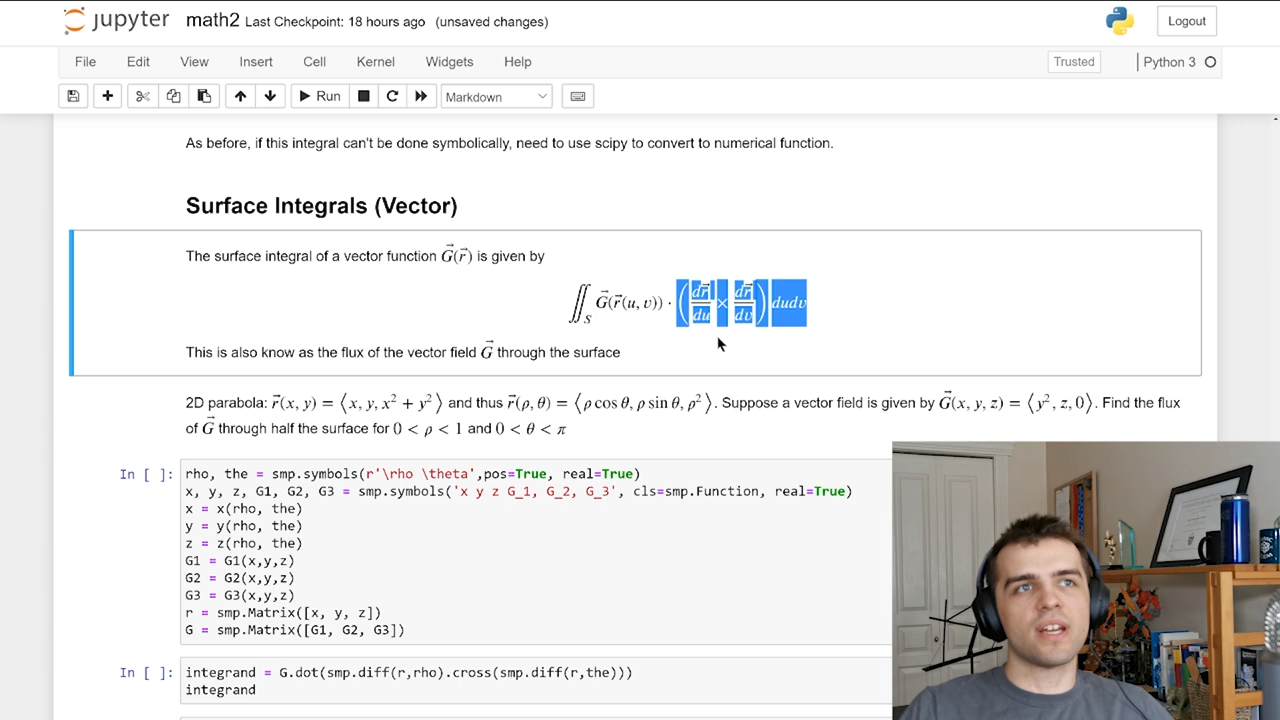 jupyter math2 Last Checkpoint: 18 hours ago (unsaved changes) Logout
File Edit View Insert Cell Kernel Widgets Help Trusted | Python 3
Run Markdown
As before, if this integral can't be done symbolically, need to use scipy to convert to numerical function.
Surface Integrals (Vector)
The surface integral of a vector function G⃗(r⃗) is given by
∬_S G⃗(r⃗(u, v)) · (dr⃗/du × dr⃗/dv) dudv
This is also know as the flux of the vector field G⃗ through the surface
2D parabola: r⃗(x, y) = ⟨x, y, x² + y²⟩ and thus r⃗(ρ, θ) = ⟨ρ cos θ, ρ sin θ, ρ²⟩. Suppose a vector field is given by G⃗(x, y, z) = ⟨y², z, 0⟩. Find the flux
of G⃗ through half the surface for 0 < ρ < 1 and 0 < θ < π
In [ ]: rho, the = smp.symbols(r'\rho \theta',pos=True, real=True)
x, y, z, G1, G2, G3 = smp.symbols('x y z G_1, G_2, G_3', cls=smp.Function, real=True)
x = x(rho, the)
y = y(rho, the)
z = z(rho, the)
G1 = G1(x,y,z)
G2 = G2(x,y,z)
G3 = G3(x,y,z)
r = smp.Matrix([x, y, z])
G = smp.Matrix([G1, G2, G3])
In [ ]: integrand = G.dot(smp.diff(r,rho).cross(smp.diff(r,the)))
integrand